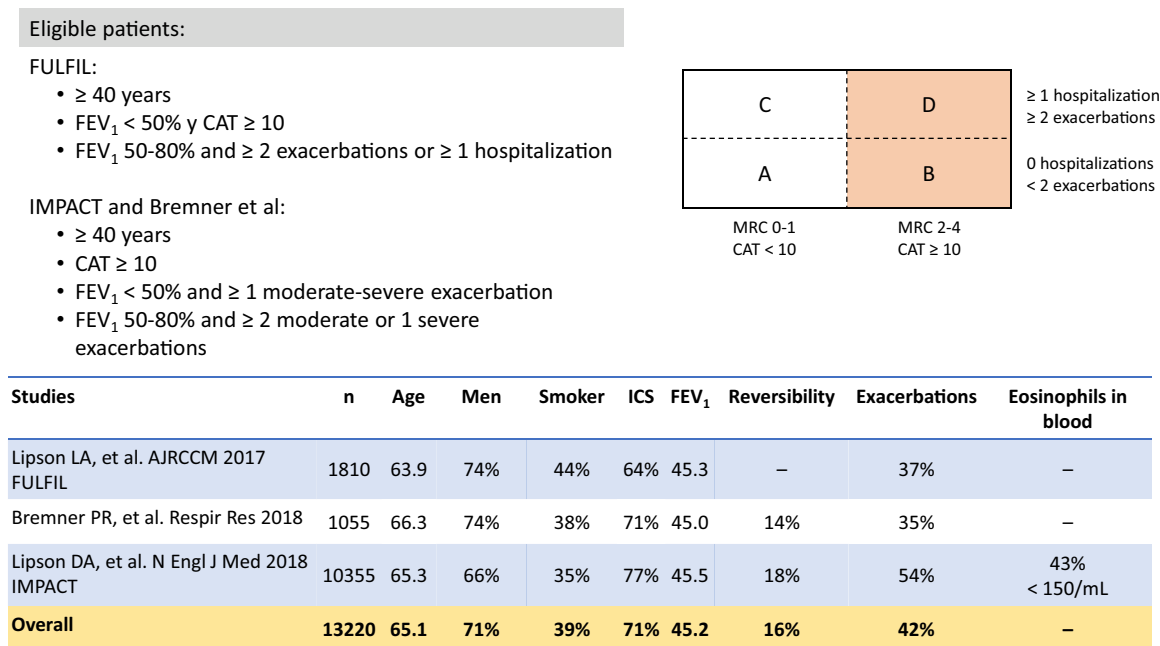 Eligible patients:
FULFIL:
• ≥ 40 years
• FEV₁ < 50% y CAT ≥ 10
• FEV₁ 50-80% and ≥ 2 exacerbations or ≥ 1 hospitalization
IMPACT and Bremner et al:
• ≥ 40 years
• CAT ≥ 10
• FEV₁ < 50% and ≥ 1 moderate-severe exacerbation
• FEV₁ 50-80% and ≥ 2 moderate or 1 severe
exacerbations
C D
≥ 1 hospitalization
≥ 2 exacerbations
A B
0 hospitalizations
< 2 exacerbations
MRC 0-1 MRC 2-4
CAT < 10 CAT ≥ 10
Studies n Age Men Smoker ICS FEV₁ Reversibility Exacerbations Eosinophils in
blood
Lipson LA, et al. AJRCCM 2017
FULFIL
1810 63.9 74% 44% 64% 45.3 – 37% –
Bremner PR, et al. Respir Res 2018 1055 66.3 74% 38% 71% 45.0 14% 35% –
Lipson DA, et al. N Engl J Med 2018
IMPACT
10355 65.3 66% 35% 77% 45.5 18% 54% 43%
< 150/mL
Overall 13220 65.1 71% 39% 71% 45.2 16% 42% –